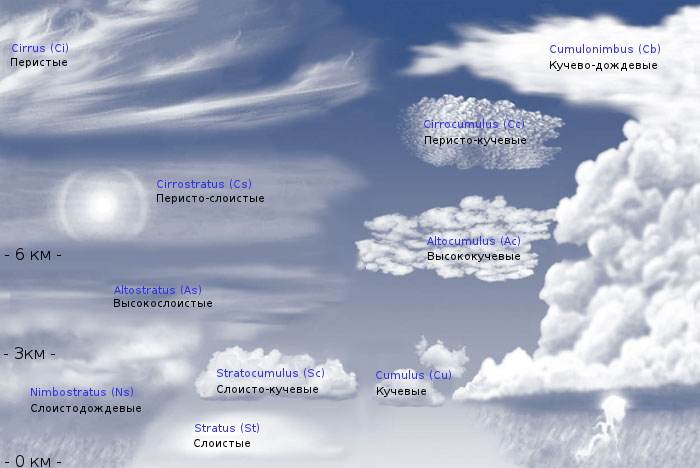 Cirrus (Ci)
Перистые
Cumulonimbus (Cb)
Кучево-дождевые
Cirrocumulus (Cc)
Перисто-кучевые
Cirrostratus (Cs)
Перисто-слоистые
Altocumulus (Ac)
Высококучевые
- 6 км -
Altostratus (As)
Высокослоистые
- 3км -
Stratocumulus (Sc)
Слоисто-кучевые
Cumulus (Cu)
Кучевые
Nimbostratus (Ns)
Слоистодождевые
Stratus (St)
Слоистые
- 0 км -